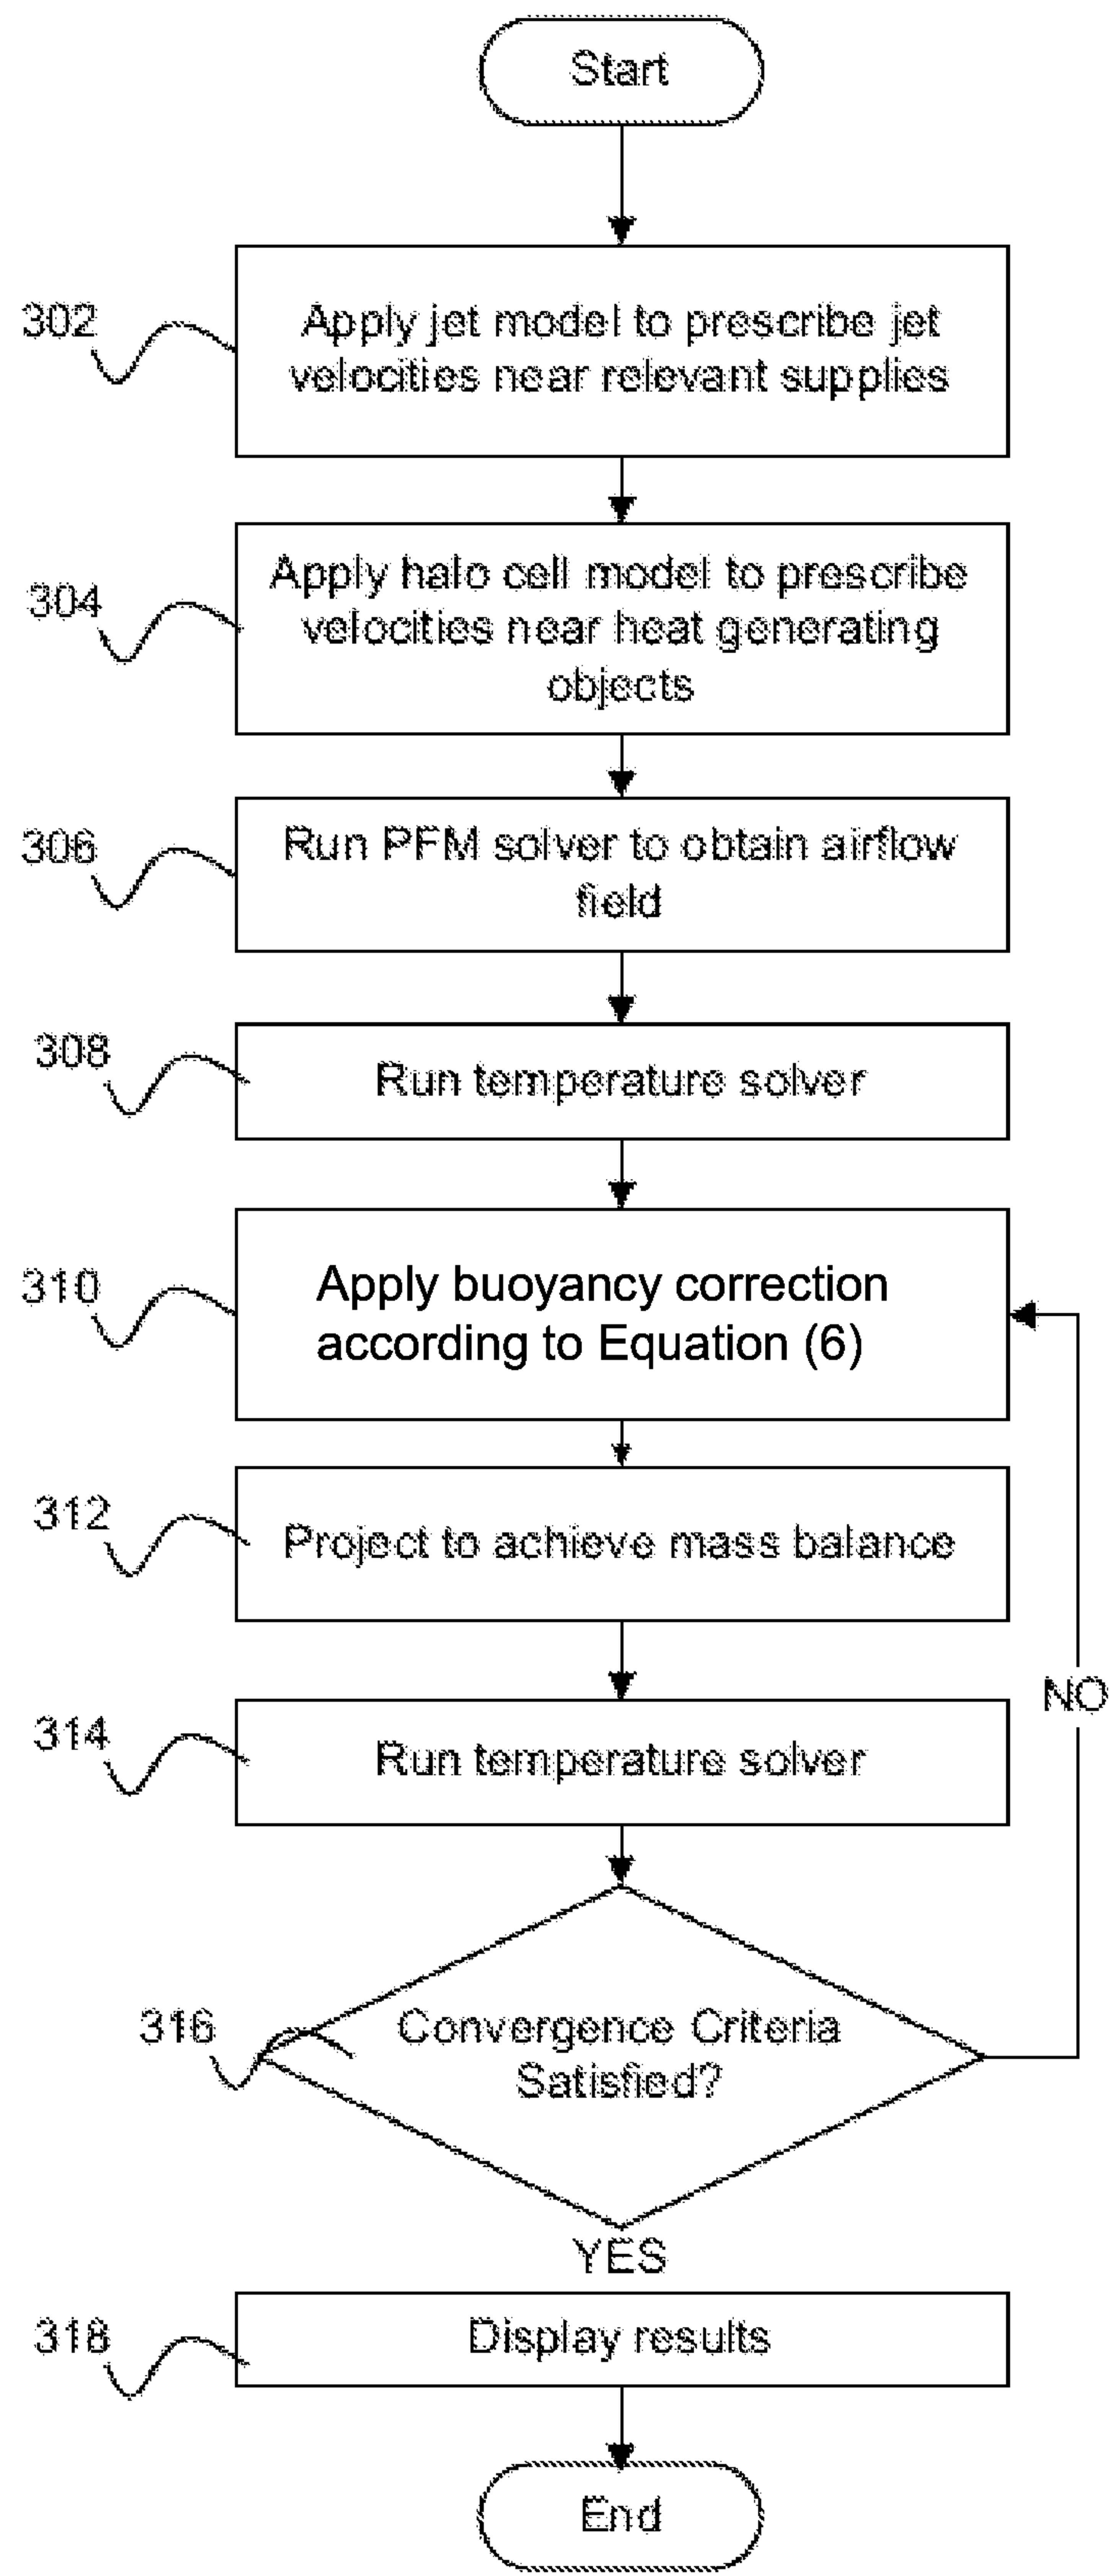 Start
302
Apply jet model to prescribe jet
velocities near relevant supplies
304
Apply halo cell model to prescribe
velocities near heat generating
objects
306
Run PFM solver to obtain airflow
field
308
Run temperature solver
310
Apply buoyancy correction
according to Equation (6)
312
Project to achieve mass balance
314
Run temperature solver
NO
316
Convergence Criteria
Satisfied?
YES
318
Display results
End